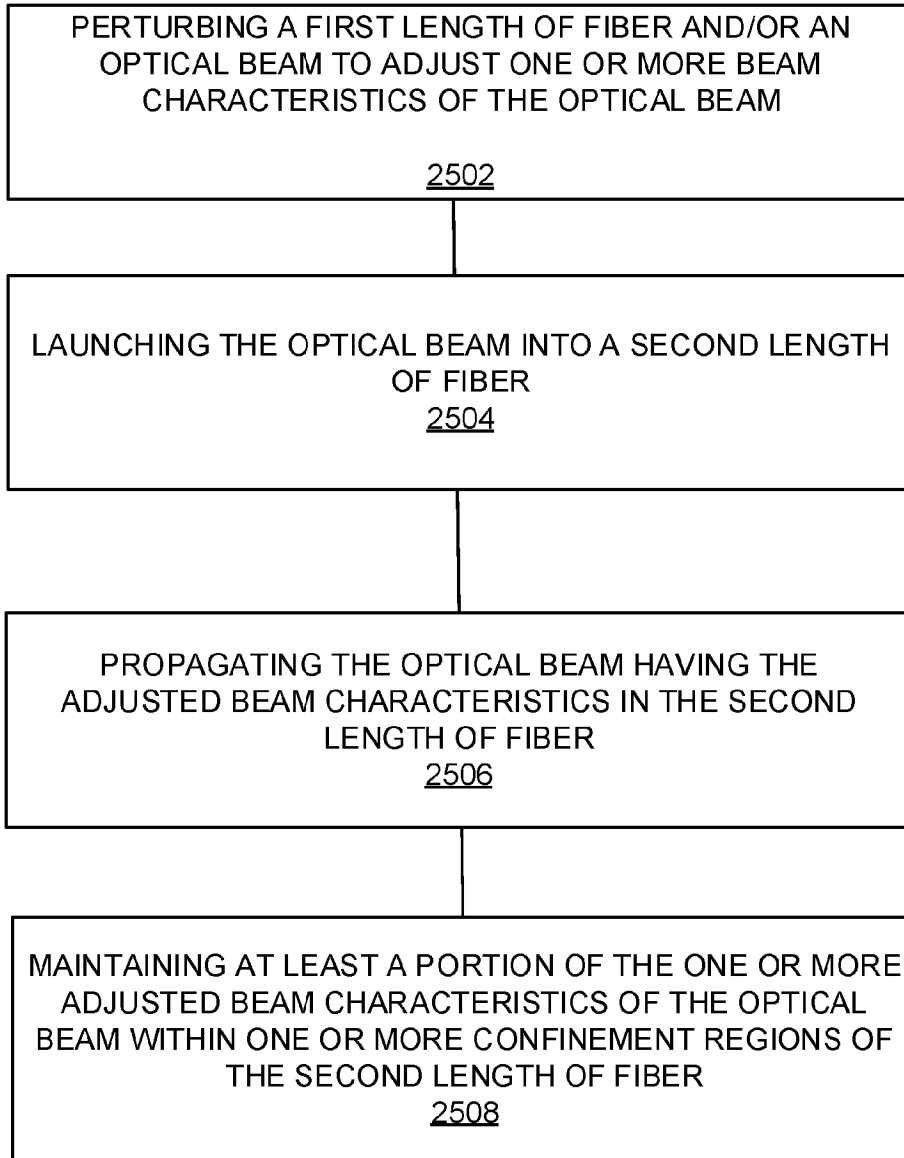 PERTURBING A FIRST LENGTH OF FIBER AND/OR AN
OPTICAL BEAM TO ADJUST ONE OR MORE BEAM
CHARACTERISTICS OF THE OPTICAL BEAM
2502
LAUNCHING THE OPTICAL BEAM INTO A SECOND LENGTH
OF FIBER
2504
PROPAGATING THE OPTICAL BEAM HAVING THE
ADJUSTED BEAM CHARACTERISTICS IN THE SECOND
LENGTH OF FIBER
2506
MAINTAINING AT LEAST A PORTION OF THE ONE OR MORE
ADJUSTED BEAM CHARACTERISTICS OF THE OPTICAL
BEAM WITHIN ONE OR MORE CONFINEMENT REGIONS OF
THE SECOND LENGTH OF FIBER
2508